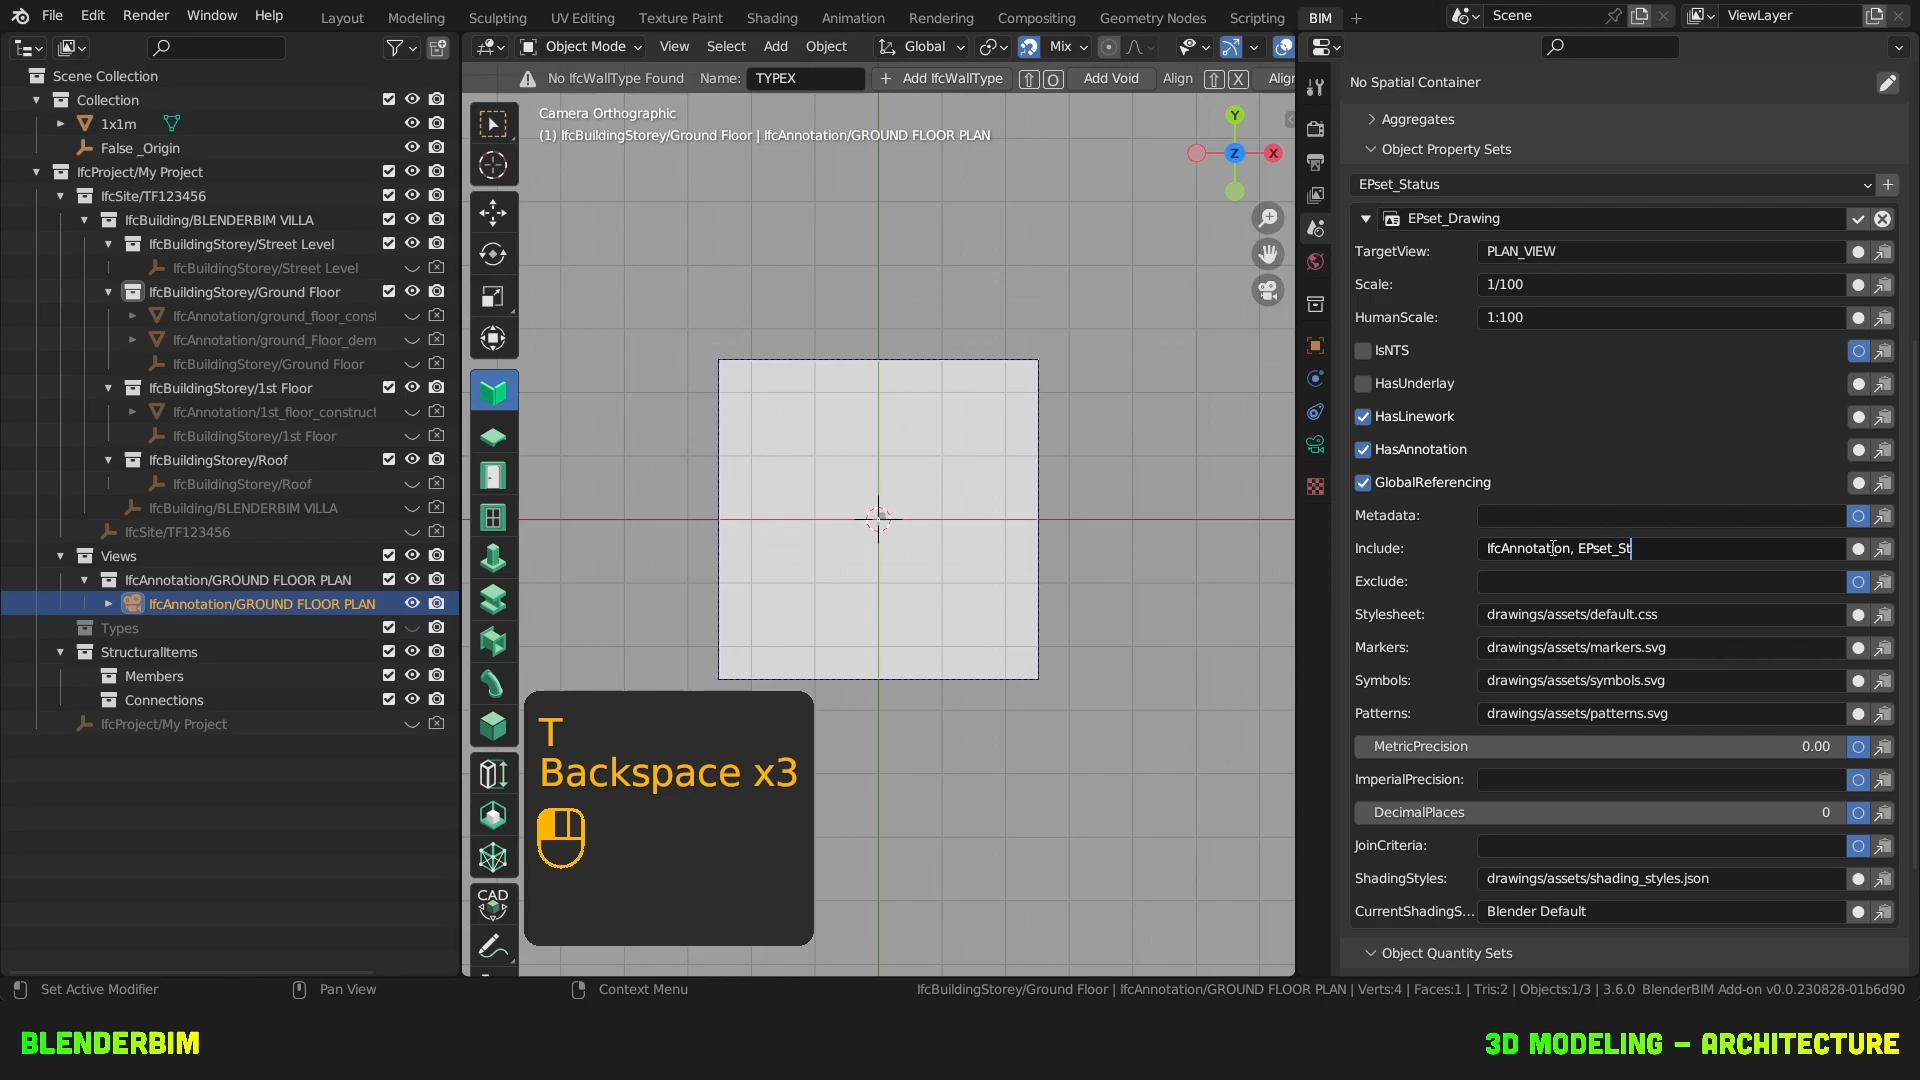 File Edit Render Window Help
Layout Modeling Sculpting UV Editing Texture Paint Shading Animation Rendering Compositing Geometry Nodes Scripting BIM +
Scene
ViewLayer
Object Mode View Select Add Object Global Mix
No IfcWallType Found Name: TYPEX + Add IfcWallType O Add Void Align X Align
Camera Orthographic
(1) IfcBuildingStorey/Ground Floor | IfcAnnotation/GROUND FLOOR PLAN
Y
X
Z
CAD
T
Backspace x3
Scene Collection
Collection
1x1m
False _Origin
IfcProject/My Project
IfcSite/TF123456
IfcBuilding/BLENDERBIM VILLA
IfcBuildingStorey/Street Level
IfcBuildingStorey/Street Level
IfcBuildingStorey/Ground Floor
IfcAnnotation/ground_floor_const
IfcAnnotation/ground_Floor_dem
IfcBuildingStorey/Ground Floor
IfcBuildingStorey/1st Floor
IfcAnnotation/1st_floor_construct
IfcBuildingStorey/1st Floor
IfcBuildingStorey/Roof
IfcBuildingStorey/Roof
IfcBuilding/BLENDERBIM VILLA
IfcSite/TF123456
Views
IfcAnnotation/GROUND FLOOR PLAN
IfcAnnotation/GROUND FLOOR PLAN
Types
StructuralItems
Members
Connections
IfcProject/My Project
No Spatial Container
Aggregates
Object Property Sets
EPset_Status
EPset_Drawing
TargetView: PLAN_VIEW
Scale: 1/100
HumanScale: 1:100
IsNTS
HasUnderlay
HasLinework
HasAnnotation
GlobalReferencing
Metadata:
Include: IfcAnnotation, EPset_St
Exclude:
Stylesheet: drawings/assets/default.css
Markers: drawings/assets/markers.svg
Symbols: drawings/assets/symbols.svg
Patterns: drawings/assets/patterns.svg
MetricPrecision 0.00
ImperialPrecision:
DecimalPlaces 0
JoinCriteria:
ShadingStyles: drawings/assets/shading_styles.json
CurrentShadingS... Blender Default
Object Quantity Sets
Set Active Modifier Pan View Context Menu IfcBuildingStorey/Ground Floor | IfcAnnotation/GROUND FLOOR PLAN | Verts:4 | Faces:1 | Tris:2 | Objects:1/3 | 3.6.0 BlenderBIM Add-on v0.0.230828-01b6d90
BLENDERBIM
3D MODELING – ARCHITECTURE